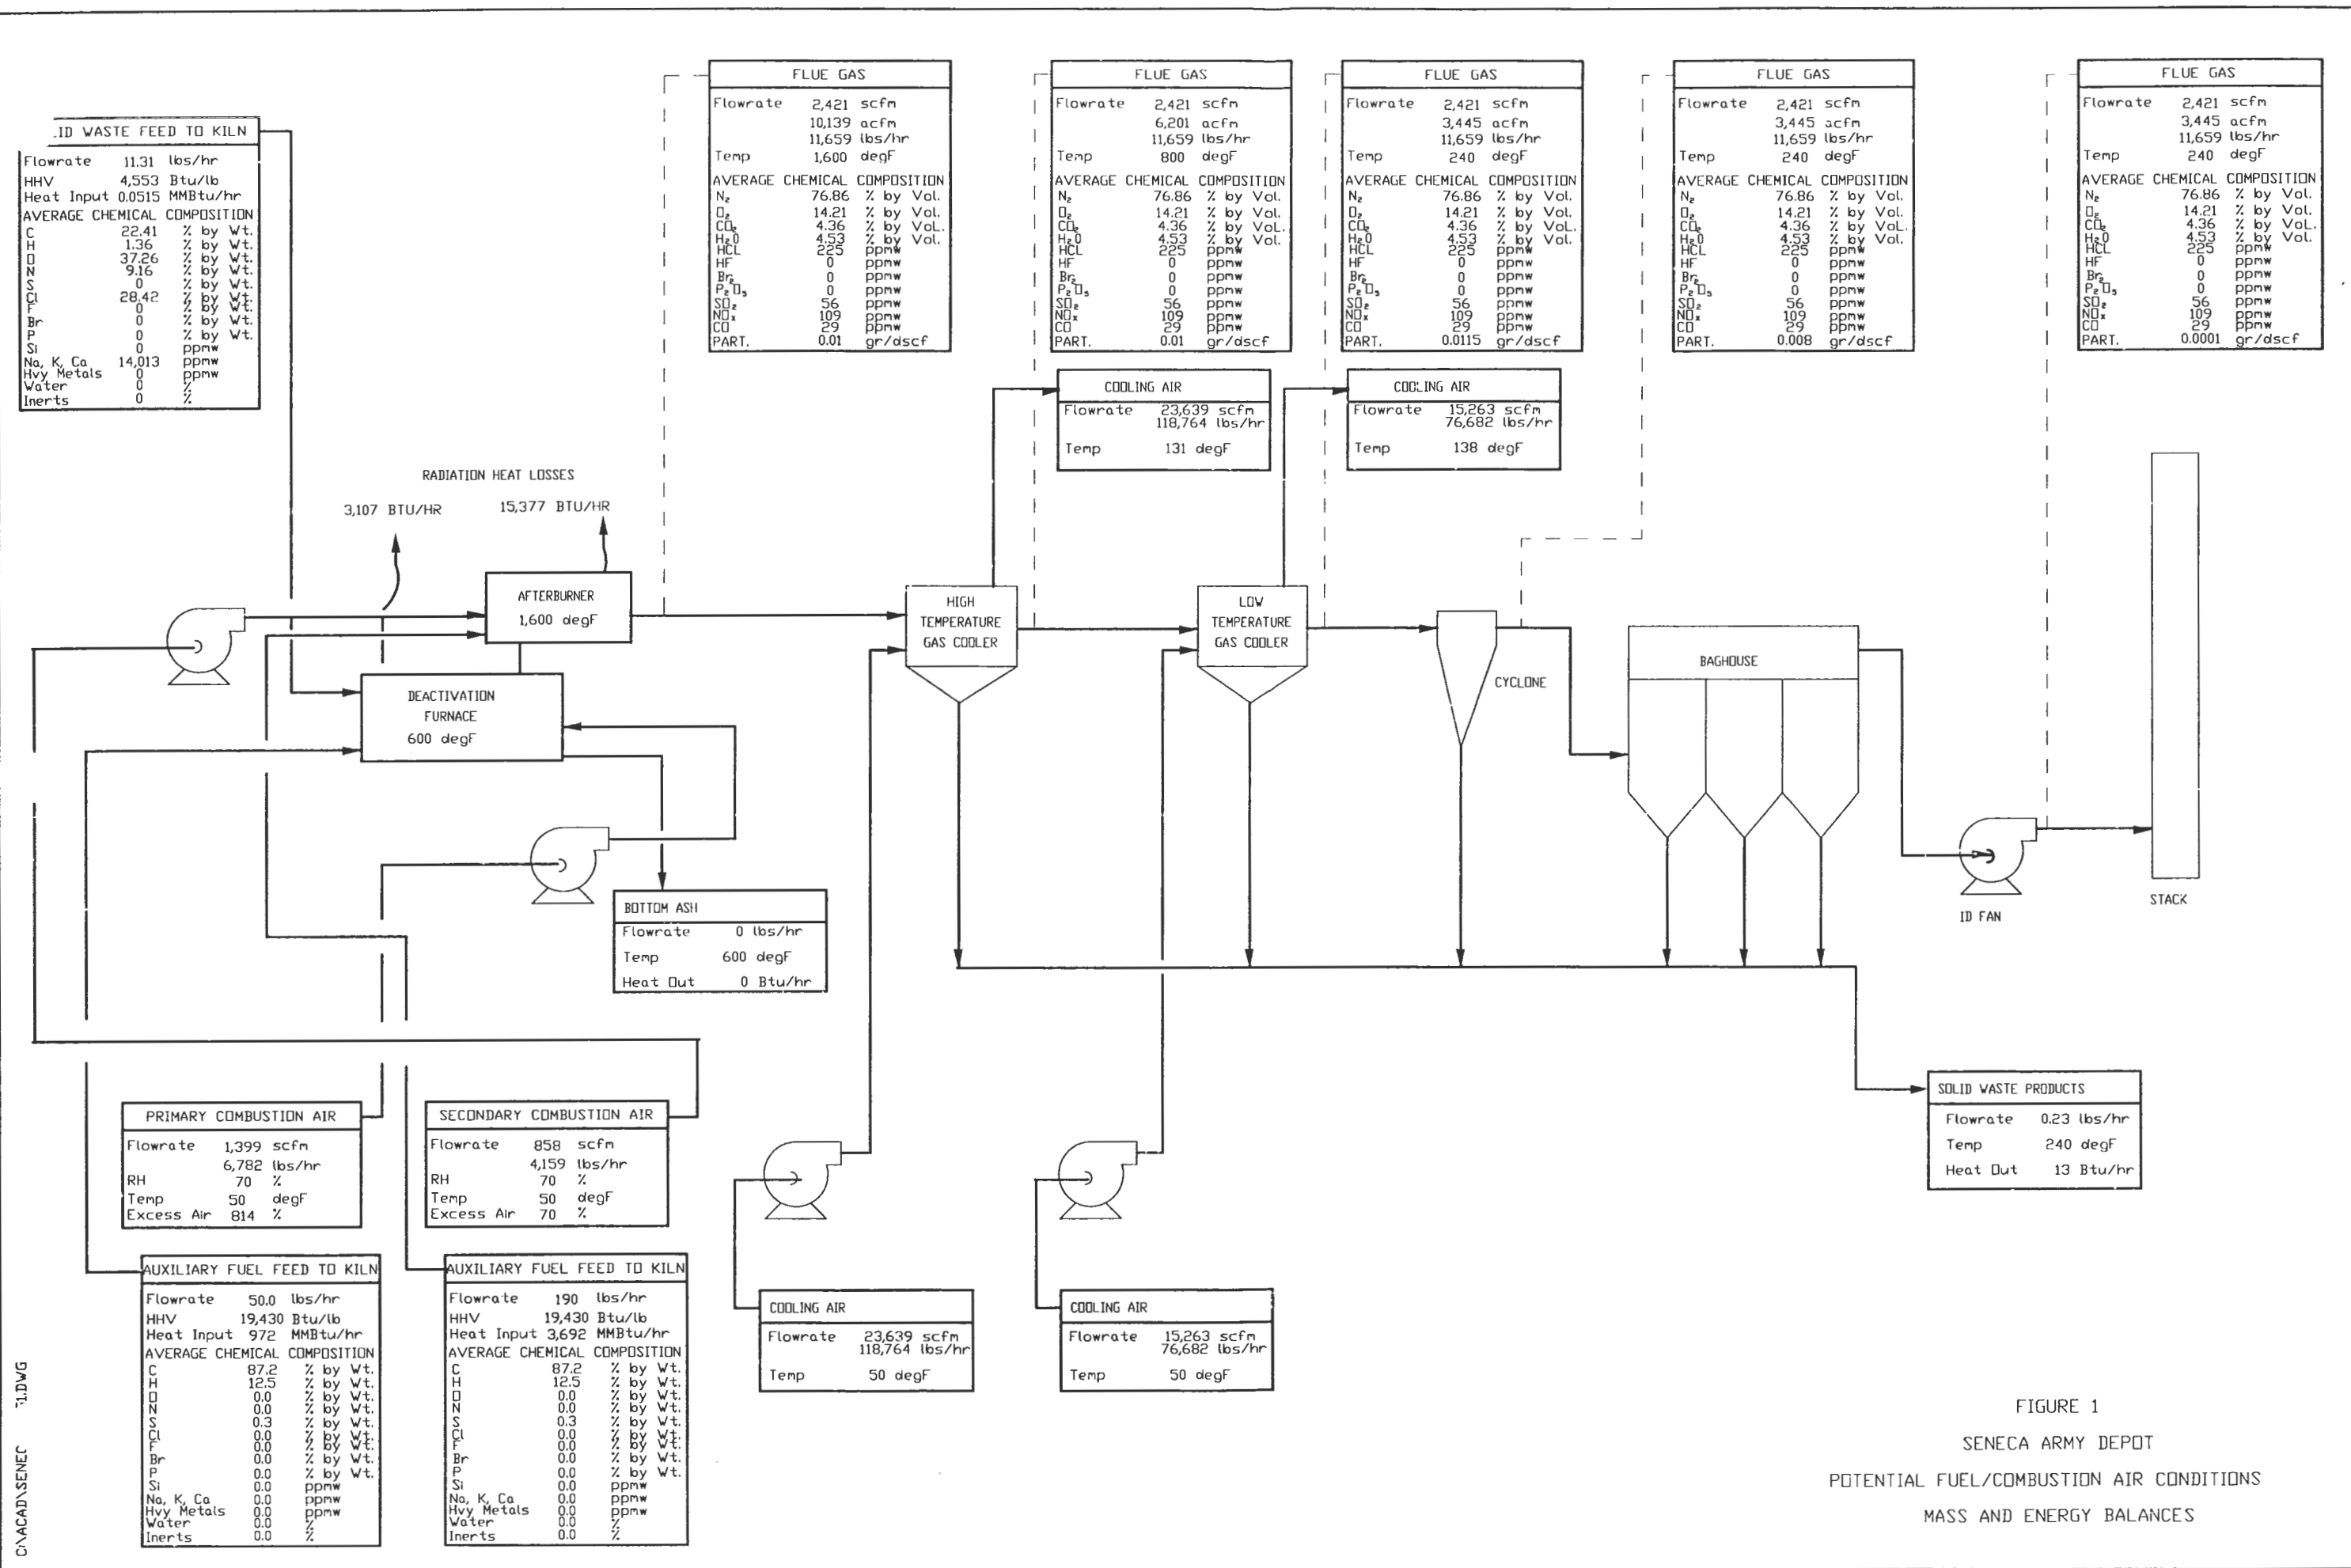 .ID WASTE FEED TO KILN
Flowrate 11.31 lbs/hr
HHV 4,553 Btu/lb
Heat Input 0.0515 MMBtu/hr
AVERAGE CHEMICAL COMPOSITION
C 22.41 % by Wt.
H 1.36 % by Wt.
O 37.26 % by Wt.
N 9.16 % by Wt.
S 0 % by Wt.
Cl 28.42 % by Wt.
F 0 % by Wt.
Br 0 % by Wt.
P 0 % by Wt.
Si 0 ppmw
Na, K, Ca 14,013 ppmw
Hvy Metals 0 ppmw
Water 0 %
Inerts 0 %
FLUE GAS
Flowrate 2,421 scfm
10,139 acfm
11,659 lbs/hr
Temp 1,600 degF
AVERAGE CHEMICAL COMPOSITION
N₂ 76.86 % by Vol.
O₂ 14.21 % by Vol.
CO₂ 4.36 % by VoL.
H₂O 4.53 % by Vol.
HCL 225 ppmw
HF 0 ppmw
Br₂ 0 ppmw
P₂O₅ 0 ppmw
SO₂ 56 ppmw
NOₓ 109 ppmw
CO 29 ppmw
PART. 0.01 gr/dscf
FLUE GAS
Flowrate 2,421 scfm
6,201 acfm
11,659 lbs/hr
Temp 800 degF
AVERAGE CHEMICAL COMPOSITION
N₂ 76.86 % by Vol.
O₂ 14.21 % by Vol.
CO₂ 4.36 % by VoL.
H₂O 4.53 % by Vol.
HCL 225 ppmw
HF 0 ppmw
Br₂ 0 ppmw
P₂O₅ 0 ppmw
SO₂ 56 ppmw
NOₓ 109 ppmw
CO 29 ppmw
PART. 0.01 gr/dscf
FLUE GAS
Flowrate 2,421 scfm
3,445 acfm
11,659 lbs/hr
Temp 240 degF
AVERAGE CHEMICAL COMPOSITION
N₂ 76.86 % by Vol.
O₂ 14.21 % by Vol.
CO₂ 4.36 % by VoL.
H₂O 4.53 % by Vol.
HCL 225 ppmw
HF 0 ppmw
Br₂ 0 ppmw
P₂O₅ 0 ppmw
SO₂ 56 ppmw
NOₓ 109 ppmw
CO 29 ppmw
PART. 0.0115 gr/dscf
FLUE GAS
Flowrate 2,421 scfm
3,445 acfm
11,659 lbs/hr
Temp 240 degF
AVERAGE CHEMICAL COMPOSITION
N₂ 76.86 % by Vol.
O₂ 14.21 % by Vol.
CO₂ 4.36 % by VoL.
H₂O 4.53 % by Vol.
HCL 225 ppmw
HF 0 ppmw
Br₂ 0 ppmw
P₂O₅ 0 ppmw
SO₂ 56 ppmw
NOₓ 109 ppmw
CO 29 ppmw
PART. 0.008 gr/dscf
FLUE GAS
Flowrate 2,421 scfm
3,445 acfm
11,659 lbs/hr
Temp 240 degF
AVERAGE CHEMICAL COMPOSITION
N₂ 76.86 % by Vol.
O₂ 14.21 % by Vol.
CO₂ 4.36 % by VoL.
H₂O 4.53 % by Vol.
HCL 225 ppmw
HF 0 ppmw
Br₂ 0 ppmw
P₂O₅ 0 ppmw
SO₂ 56 ppmw
NOₓ 109 ppmw
CO 29 ppmw
PART. 0.0001 gr/dscf
COOLING AIR
Flowrate 23,639 scfm
118,764 lbs/hr
Temp 131 degF
COOLING AIR
Flowrate 15,263 scfm
76,682 lbs/hr
Temp 138 degF
RADIATION HEAT LOSSES
3,107 BTU/HR
15,377 BTU/HR
AFTERBURNER
1,600 degF
DEACTIVATION
FURNACE
600 degF
HIGH
TEMPERATURE
GAS COOLER
LOW
TEMPERATURE
GAS COOLER
CYCLONE
BAGHOUSE
ID FAN
STACK
BOTTOM ASH
Flowrate 0 lbs/hr
Temp 600 degF
Heat Out 0 Btu/hr
SOLID WASTE PRODUCTS
Flowrate 0.23 lbs/hr
Temp 240 degF
Heat Out 13 Btu/hr
PRIMARY COMBUSTION AIR
Flowrate 1,399 scfm
6,782 lbs/hr
RH 70 %
Temp 50 degF
Excess Air 814 %
SECONDARY COMBUSTION AIR
Flowrate 858 scfm
4,159 lbs/hr
RH 70 %
Temp 50 degF
Excess Air 70 %
AUXILIARY FUEL FEED TO KILN
Flowrate 50.0 lbs/hr
HHV 19,430 Btu/lb
Heat Input 972 MMBtu/hr
AVERAGE CHEMICAL COMPOSITION
C 87.2 % by Wt.
H 12.5 % by Wt.
O 0.0 % by Wt.
N 0.0 % by Wt.
S 0.3 % by Wt.
Cl 0.0 % by Wt.
F 0.0 % by Wt.
Br 0.0 % by Wt.
P 0.0 % by Wt.
Si 0.0 ppmw
Na, K, Ca 0.0 ppmw
Hvy Metals 0.0 ppmw
Water 0.0 %
Inerts 0.0 %
AUXILIARY FUEL FEED TO KILN
Flowrate 190 lbs/hr
HHV 19,430 Btu/lb
Heat Input 3,692 MMBtu/hr
AVERAGE CHEMICAL COMPOSITION
C 87.2 % by Wt.
H 12.5 % by Wt.
O 0.0 % by Wt.
N 0.0 % by Wt.
S 0.3 % by Wt.
Cl 0.0 % by Wt.
F 0.0 % by Wt.
Br 0.0 % by Wt.
P 0.0 % by Wt.
Si 0.0 ppmw
Na, K, Ca 0.0 ppmw
Hvy Metals 0.0 ppmw
Water 0.0 %
Inerts 0.0 %
COOLING AIR
Flowrate 23,639 scfm
118,764 lbs/hr
Temp 50 degF
COOLING AIR
Flowrate 15,263 scfm
76,682 lbs/hr
Temp 50 degF
FIGURE 1
SENECA ARMY DEPOT
POTENTIAL FUEL/COMBUSTION AIR CONDITIONS
MASS AND ENERGY BALANCES
C:\ACAD\SENEC 1.DWG